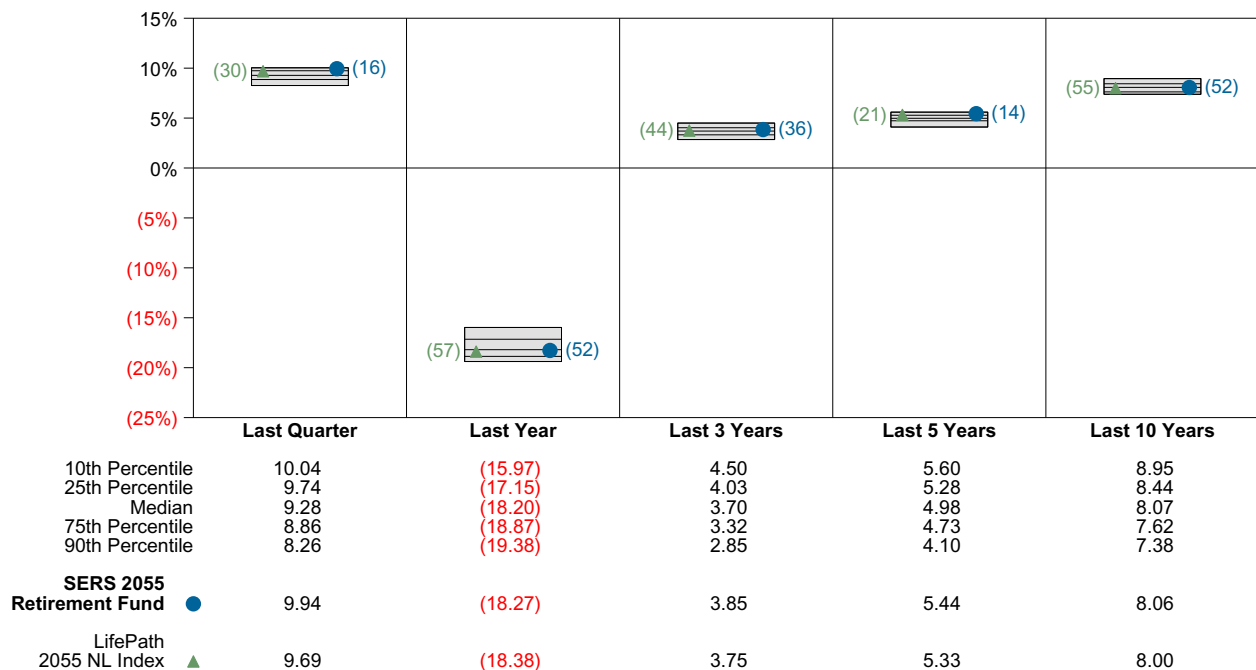 15%
10%
5%
0%
(5%)
(10%)
(15%)
(20%)
(25%)
(30) (16)
(57) (52)
(44) (36)
(21) (14)
(55) (52)
Last Quarter Last Year Last 3 Years Last 5 Years Last 10 Years
10th Percentile 10.04 (15.97) 4.50 5.60 8.95
25th Percentile 9.74 (17.15) 4.03 5.28 8.44
Median 9.28 (18.20) 3.70 4.98 8.07
75th Percentile 8.86 (18.87) 3.32 4.73 7.62
90th Percentile 8.26 (19.38) 2.85 4.10 7.38
SERS 2055
Retirement Fund 9.94 (18.27) 3.85 5.44 8.06
LifePath
2055 NL Index 9.69 (18.38) 3.75 5.33 8.00